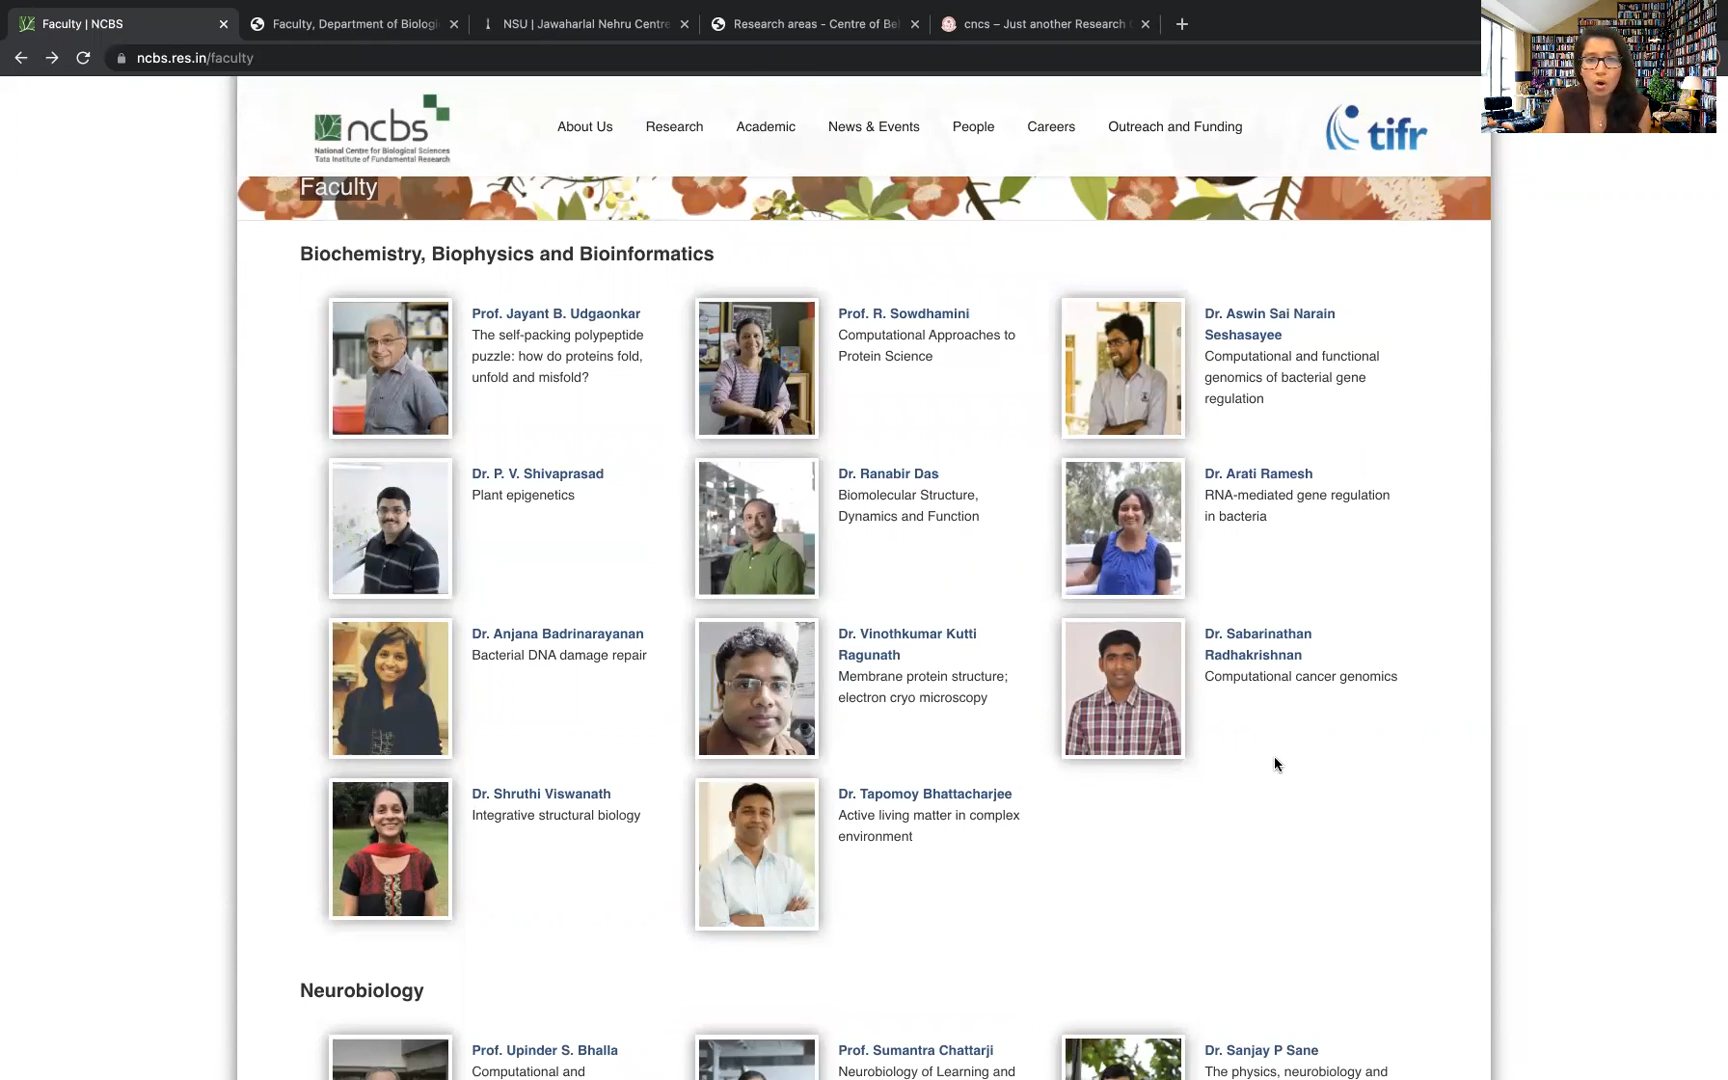 Faculty | NCBS
Faculty, Department of Biologi
NSU | Jawaharlal Nehru Centre
Research areas - Centre of Be
cncs – Just another Research
ncbs.res.in/faculty
ncbs
National Centre for Biological Sciences
Tata Institute of Fundamental Research
About Us
Research
Academic
News & Events
People
Careers
Outreach and Funding
tifr
Faculty
Biochemistry, Biophysics and Bioinformatics
Prof. Jayant B. Udgaonkar
The self-packing polypeptide
puzzle: how do proteins fold,
unfold and misfold?
Prof. R. Sowdhamini
Computational Approaches to
Protein Science
Dr. Aswin Sai Narain
Seshasayee
Computational and functional
genomics of bacterial gene
regulation
Dr. P. V. Shivaprasad
Plant epigenetics
Dr. Ranabir Das
Biomolecular Structure,
Dynamics and Function
Dr. Arati Ramesh
RNA-mediated gene regulation
in bacteria
Dr. Anjana Badrinarayanan
Bacterial DNA damage repair
Dr. Vinothkumar Kutti
Ragunath
Membrane protein structure;
electron cryo microscopy
Dr. Sabarinathan
Radhakrishnan
Computational cancer genomics
Dr. Shruthi Viswanath
Integrative structural biology
Dr. Tapomoy Bhattacharjee
Active living matter in complex
environment
Neurobiology
Prof. Upinder S. Bhalla
Computational and
Prof. Sumantra Chattarji
Neurobiology of Learning and
Dr. Sanjay P Sane
The physics, neurobiology and